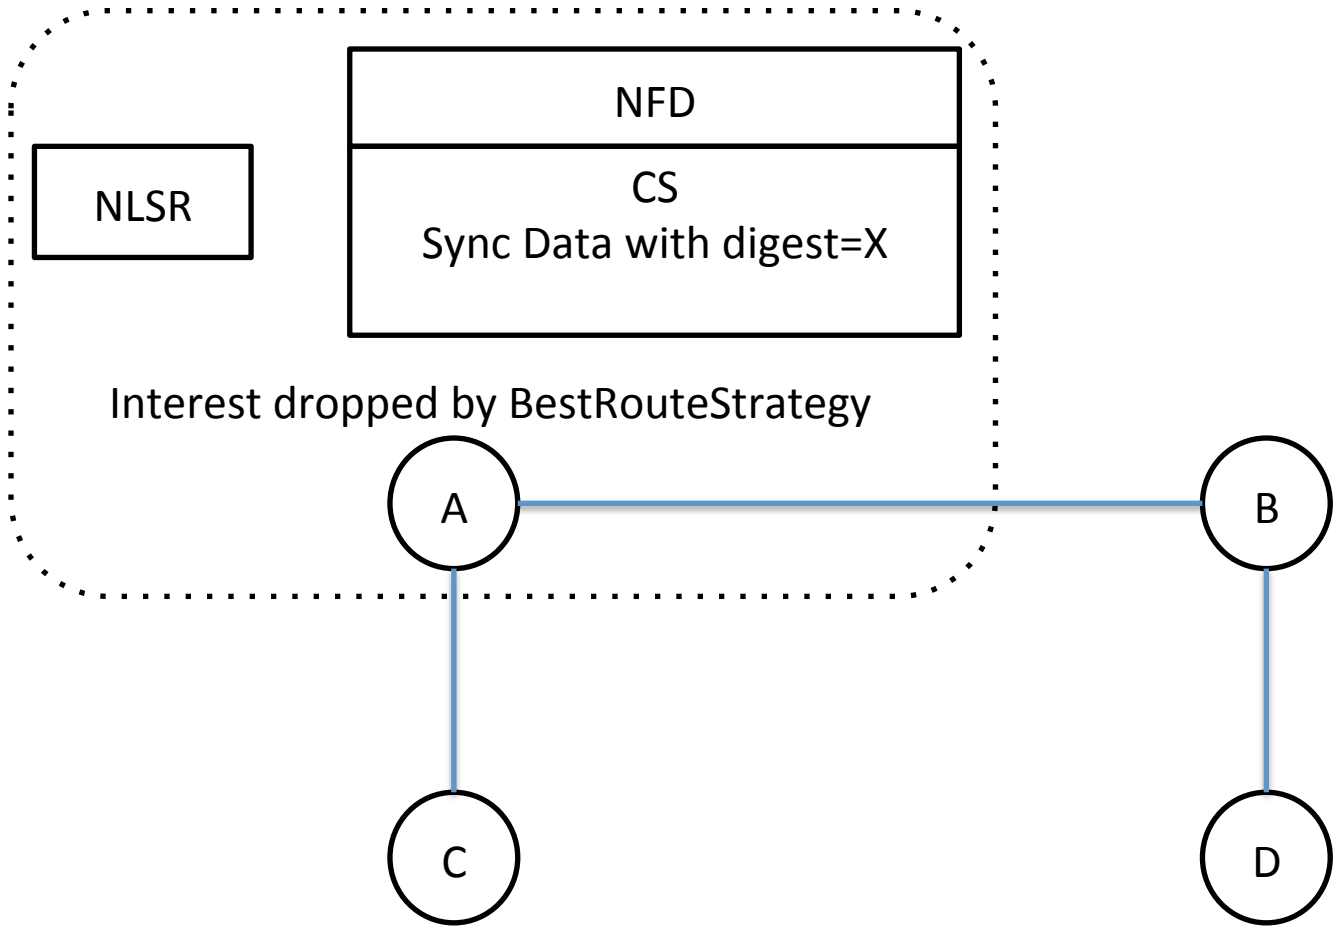 NFD
NLSR
CS
Sync Data with digest=X
Interest dropped by BestRouteStrategy
A
B
C
D